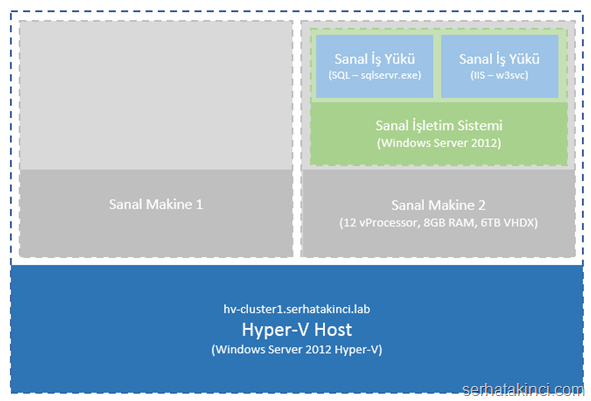 Sanal İş Yükü
(SQL – sqlservr.exe)
Sanal İş Yükü
(IIS – w3svc)
Sanal İşletim Sistemi
(Windows Server 2012)
Sanal Makine 1
Sanal Makine 2
(12 vProcessor, 8GB RAM, 6TB VHDX)
hv-cluster1.serhatakinci.lab
Hyper-V Host
(Windows Server 2012 Hyper-V)
serhatakinci.com